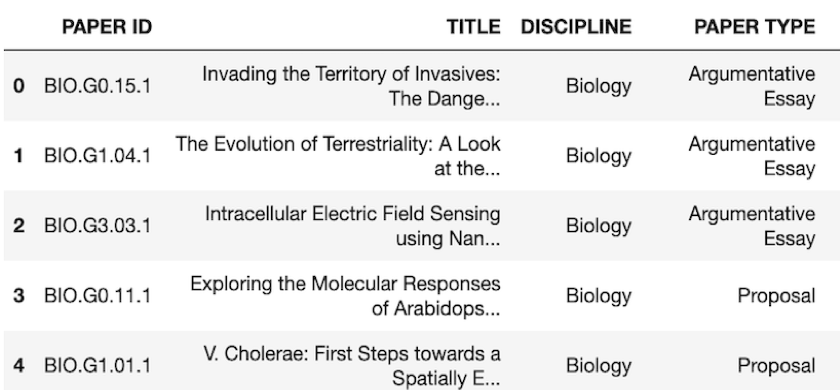 PAPER ID TITLE DISCIPLINE PAPER TYPE
0 BIO.G0.15.1 Invading the Territory of Invasives: The Dange... Biology Argumentative Essay
1 BIO.G1.04.1 The Evolution of Terrestriality: A Look at the... Biology Argumentative Essay
2 BIO.G3.03.1 Intracellular Electric Field Sensing using Nan... Biology Argumentative Essay
3 BIO.G0.11.1 Exploring the Molecular Responses of Arabidops... Biology Proposal
4 BIO.G1.01.1 V. Cholerae: First Steps towards a Spatially E... Biology Proposal